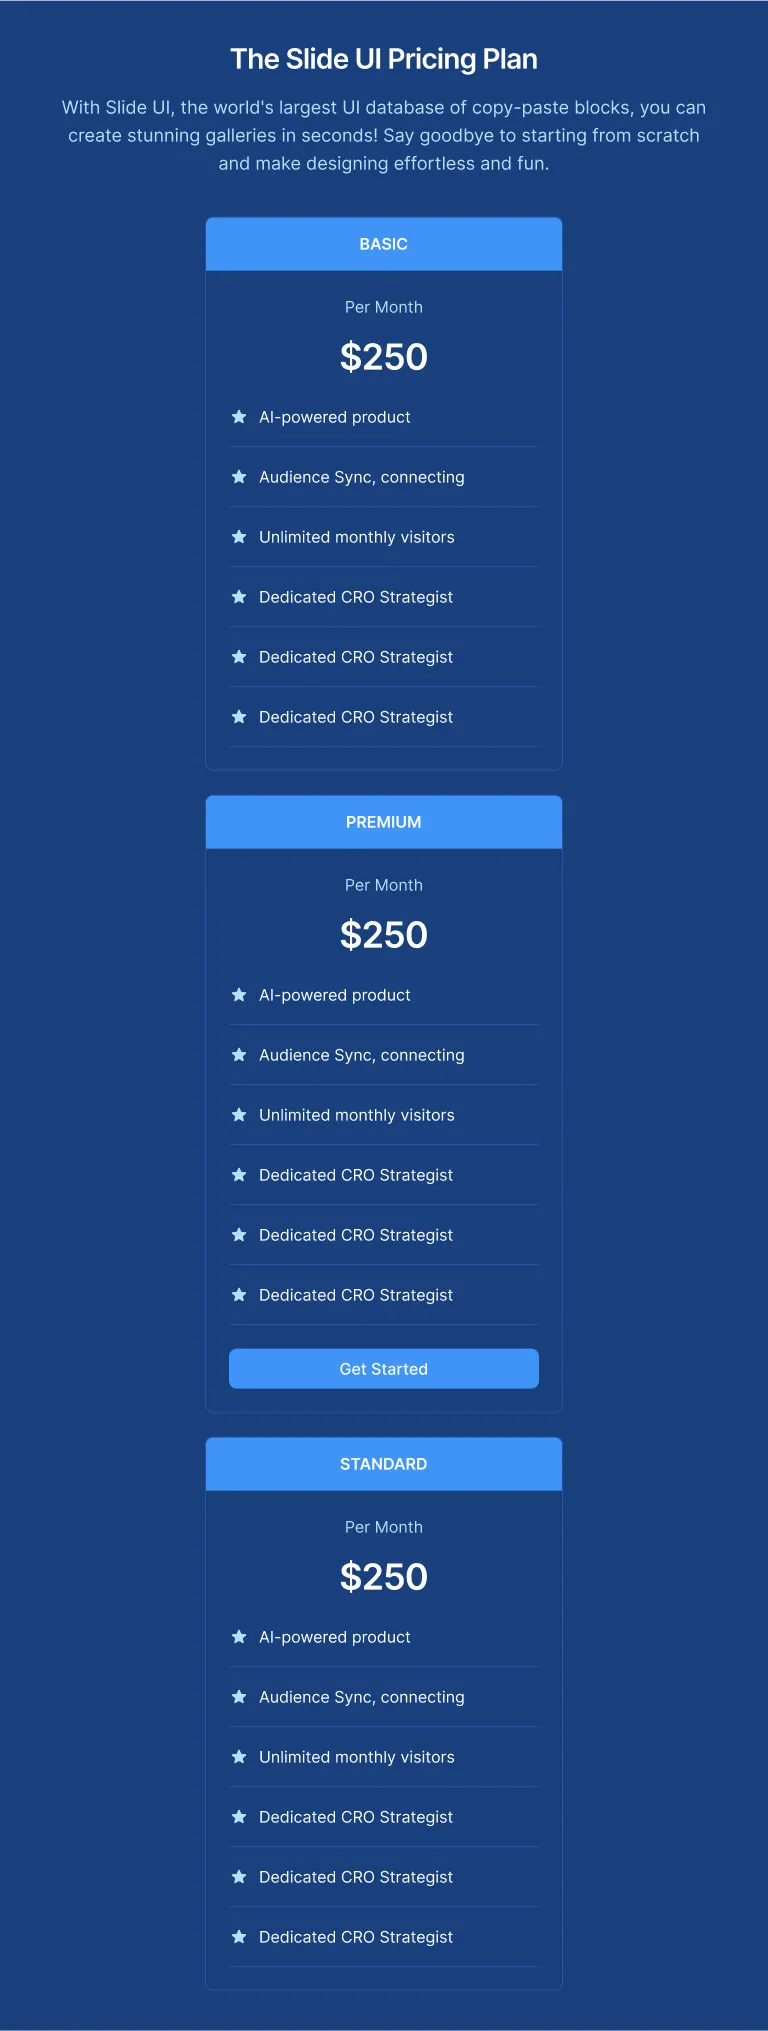 The Slide UI Pricing Plan
With Slide UI, the world's largest UI database of copy-paste blocks, you can
create stunning galleries in seconds! Say goodbye to starting from scratch
and make designing effortless and fun.
BASIC
Per Month
$250
AI-powered product
Audience Sync, connecting
Unlimited monthly visitors
Dedicated CRO Strategist
Dedicated CRO Strategist
Dedicated CRO Strategist
PREMIUM
Per Month
$250
AI-powered product
Audience Sync, connecting
Unlimited monthly visitors
Dedicated CRO Strategist
Dedicated CRO Strategist
Dedicated CRO Strategist
Get Started
STANDARD
Per Month
$250
AI-powered product
Audience Sync, connecting
Unlimited monthly visitors
Dedicated CRO Strategist
Dedicated CRO Strategist
Dedicated CRO Strategist